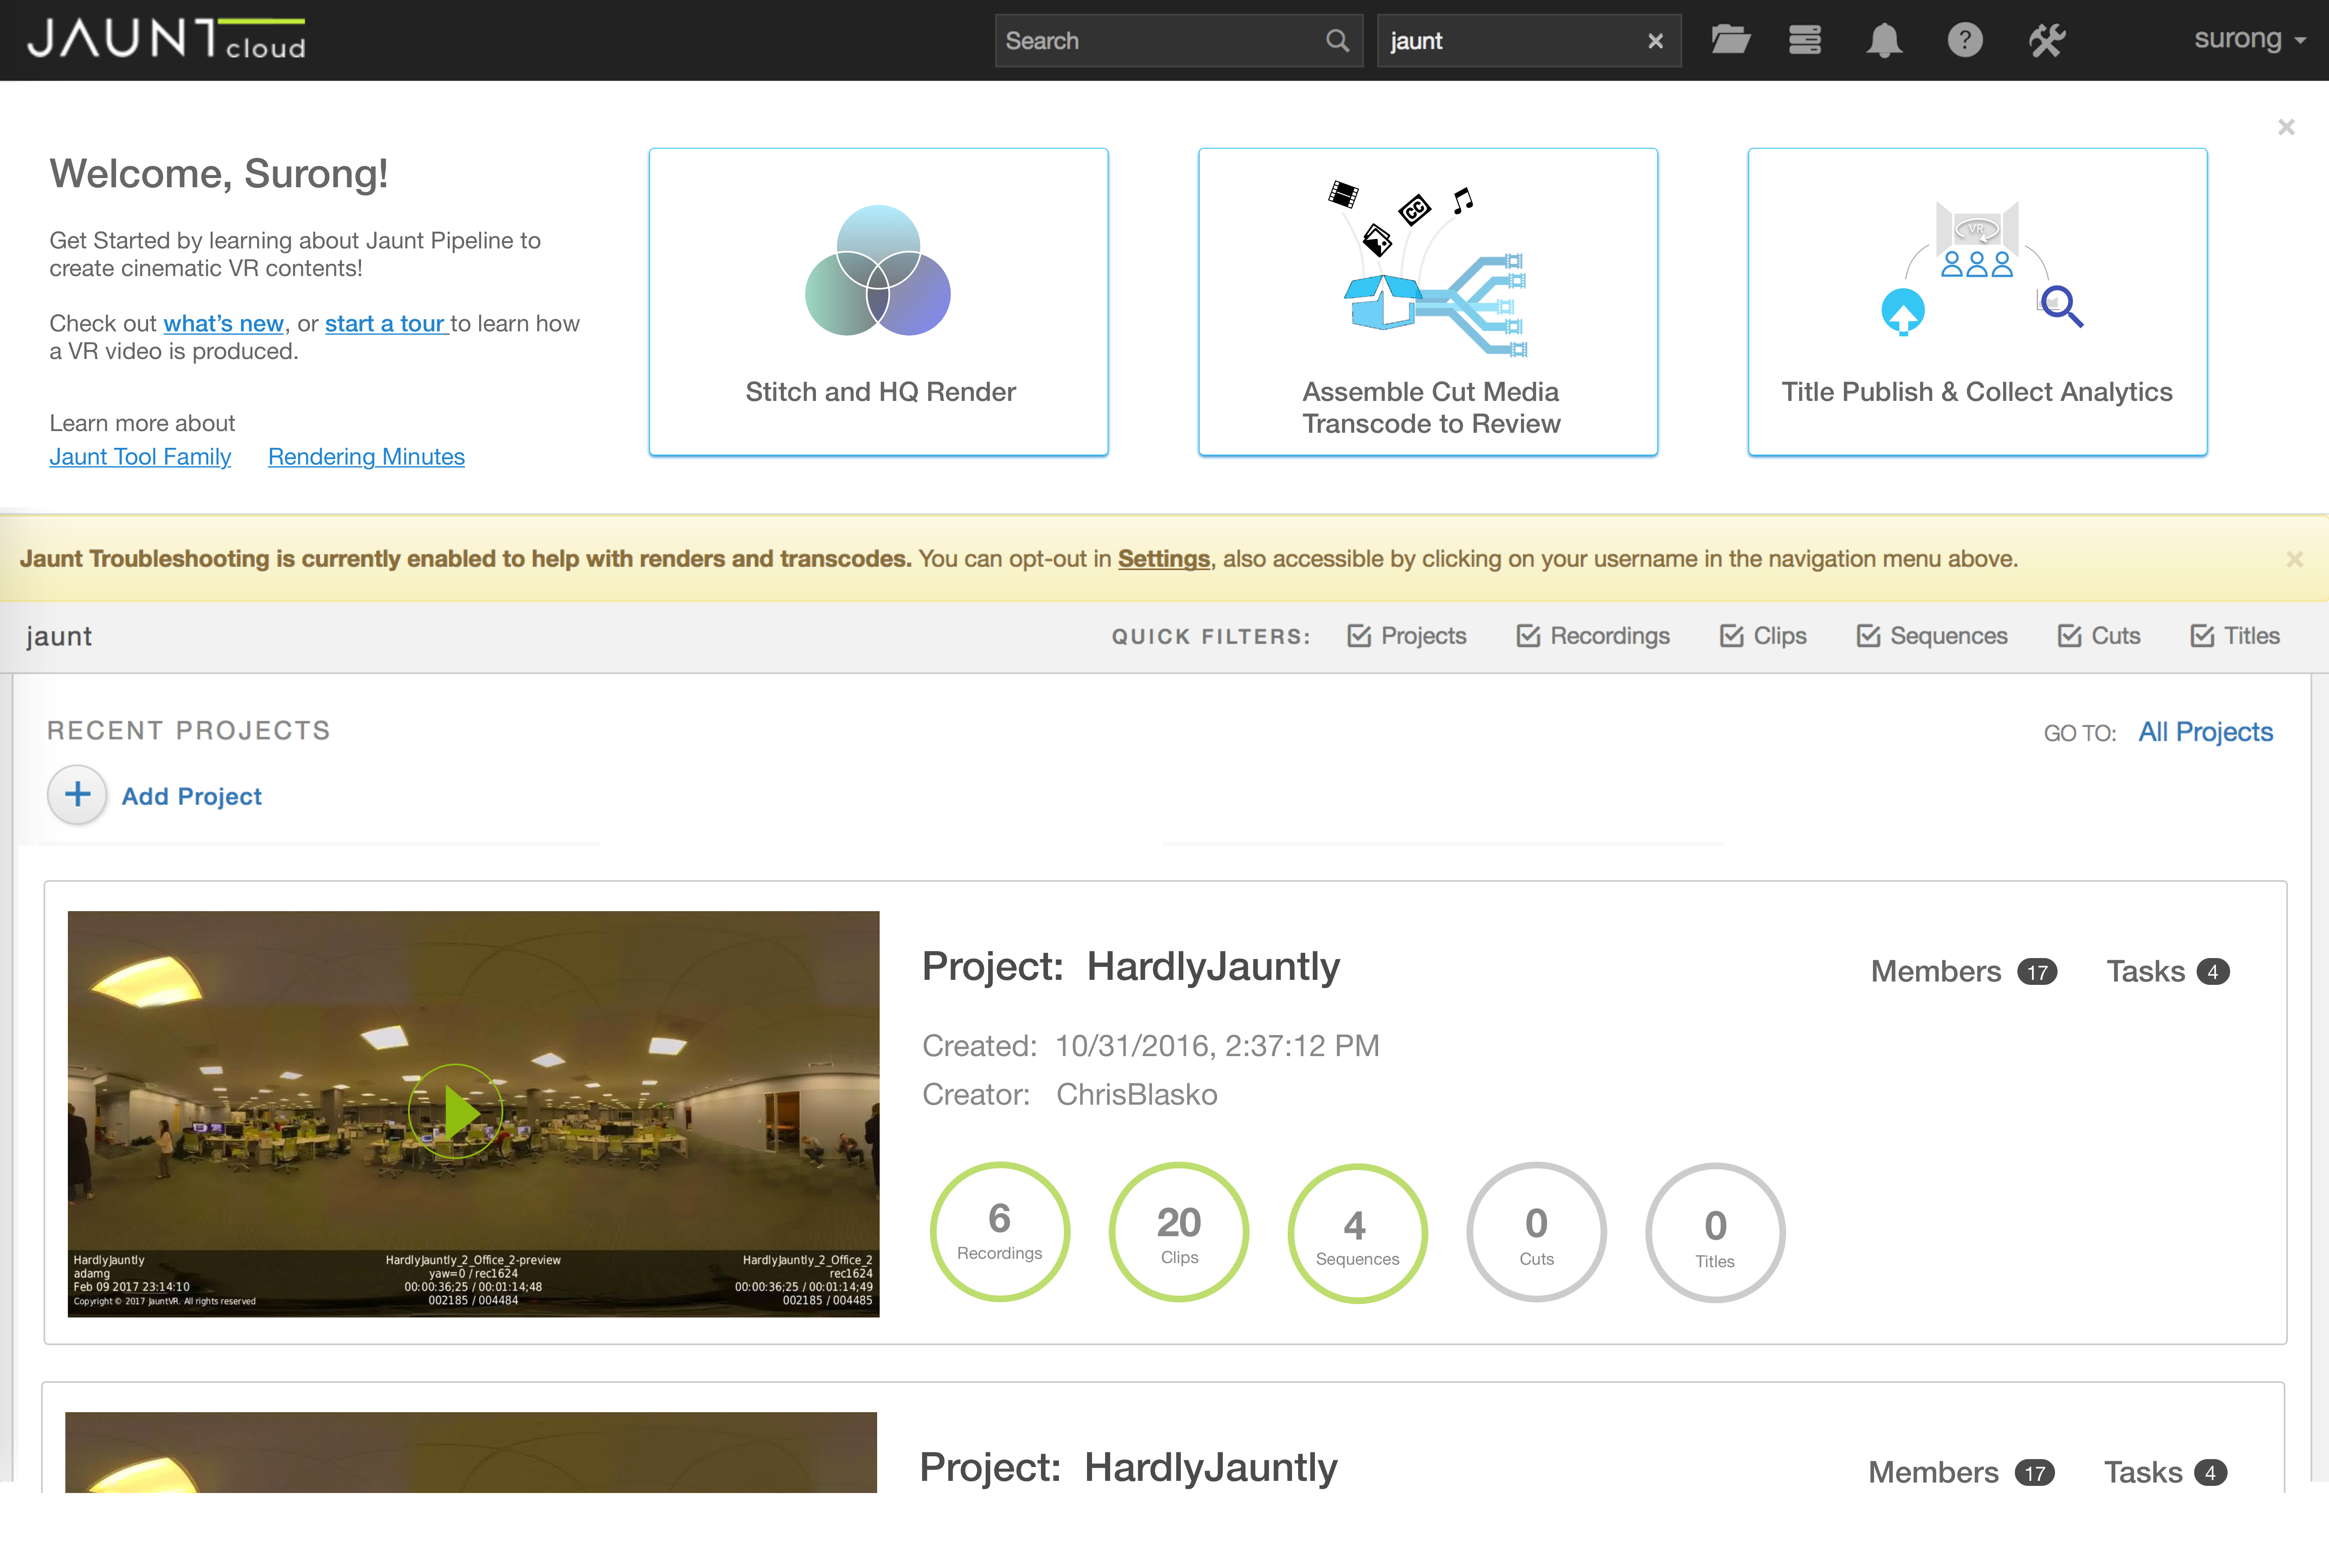 JAUNT cloud
Search
jaunt
?
surong
Welcome, Surong!
Get Started by learning about Jaunt Pipeline to
create cinematic VR contents!
Check out what's new, or start a tour to learn how
a VR video is produced.
Learn more about
Jaunt Tool Family Rendering Minutes
Stitch and HQ Render
CC
Assemble Cut Media
Transcode to Review
VR
Title Publish & Collect Analytics
Jaunt Troubleshooting is currently enabled to help with renders and transcodes. You can opt-out in Settings, also accessible by clicking on your username in the navigation menu above.
jaunt
QUICK FILTERS: Projects Recordings Clips Sequences Cuts Titles
RECENT PROJECTS
GO TO: All Projects
Add Project
Project: HardlyJauntly
Members 17 Tasks 4
Created: 10/31/2016, 2:37:12 PM
Creator: ChrisBlasko
6 Recordings
20 Clips
4 Sequences
0 Cuts
0 Titles
HardlyJauntly HardlyJauntly_2_Office_2-preview HardlyJauntly_2_Office_2
adamg yaw=0 / rec1624 rec1624
Feb 09 2017 23:14:10 00:00:36;25 / 00:01:14;48 00:00:36;25 / 00:01:14;49
Copyright © 2017 JauntVR. All rights reserved 002185 / 004484 002185 / 004485
Project: HardlyJauntly
Members 17 Tasks 4